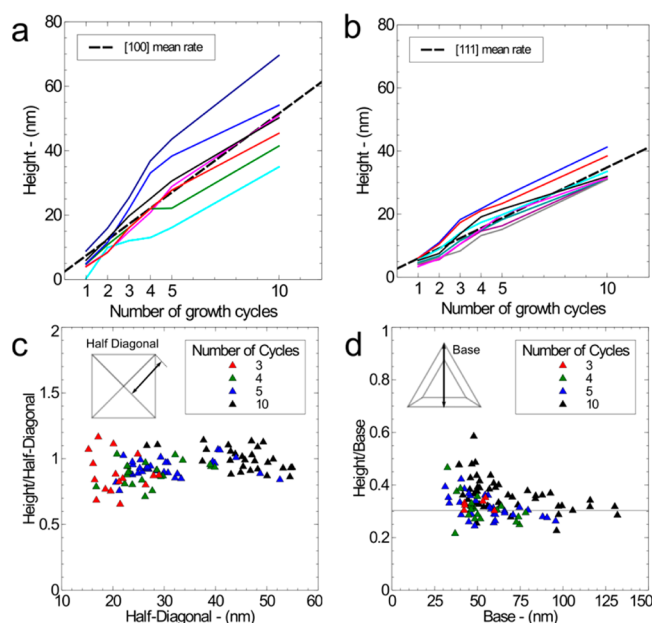 a
[100] mean rate
Height - (nm)
80
60
40
20
0
1 2 3 4 5 10
Number of growth cycles
b
[111] mean rate
Height - (nm)
80
60
40
20
0
1 2 3 4 5 10
Number of growth cycles
c
Half Diagonal
Number of Cycles
3
4
5
10
Height/Half-Diagonal
2
1.5
1
0.5
0
10 20 30 40 50 60
Half-Diagonal - (nm)
d
Base
Number of Cycles
3
4
5
10
Height/Base
1
0.8
0.6
0.4
0.2
0 25 50 75 100 125 150
Base - (nm)